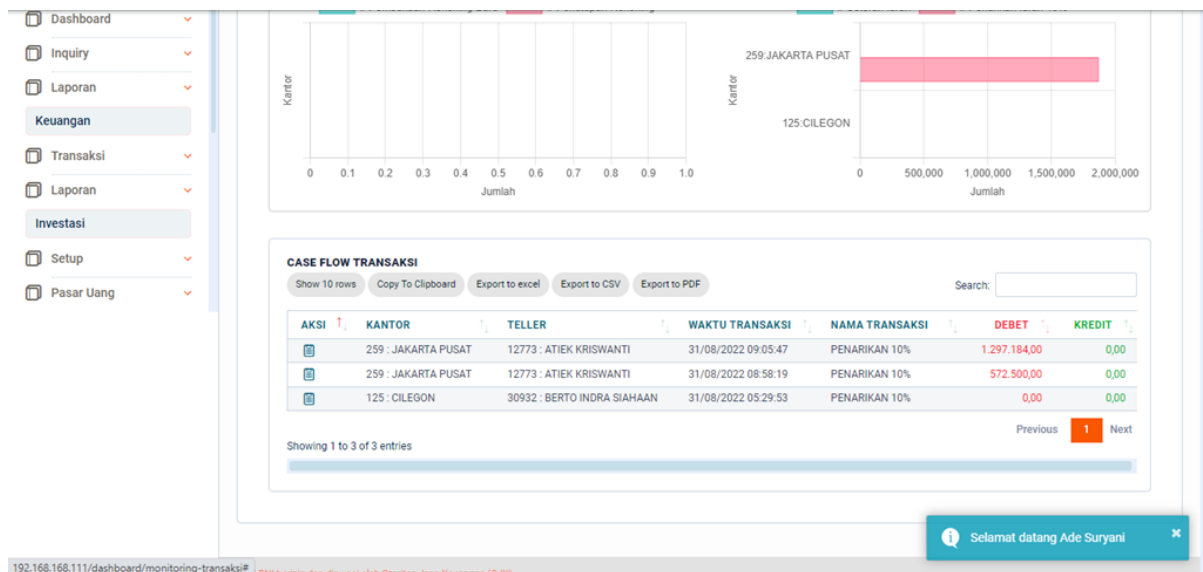 Dashboard
Inquiry
Laporan
Keuangan
Transaksi
Laporan
Investasi
Setup
Pasar Uang
Kantor
0 0.1 0.2 0.3 0.4 0.5 0.6 0.7 0.8 0.9 1.0
Jumlah
Kantor
259:JAKARTA PUSAT
125:CILEGON
0 500,000 1,000,000 1,500,000 2,000,000
Jumlah
CASE FLOW TRANSAKSI
Show 10 rows Copy To Clipboard Export to excel Export to CSV Export to PDF Search:
AKSI KANTOR TELLER WAKTU TRANSAKSI NAMA TRANSAKSI DEBET KREDIT
259 : JAKARTA PUSAT 12773 : ATIEK KRISWANTI 31/08/2022 09:05:47 PENARIKAN 10% 1.297.184,00 0,00
259 : JAKARTA PUSAT 12773 : ATIEK KRISWANTI 31/08/2022 08:58:19 PENARIKAN 10% 572.500,00 0,00
125 : CILEGON 30932 : BERTO INDRA SIAHAAN 31/08/2022 05:29:53 PENARIKAN 10% 0,00 0,00
Previous 1 Next
Showing 1 to 3 of 3 entries
Selamat datang Ade Suryani ×
192.168.168.111/dashboard/monitoring-transaksi#